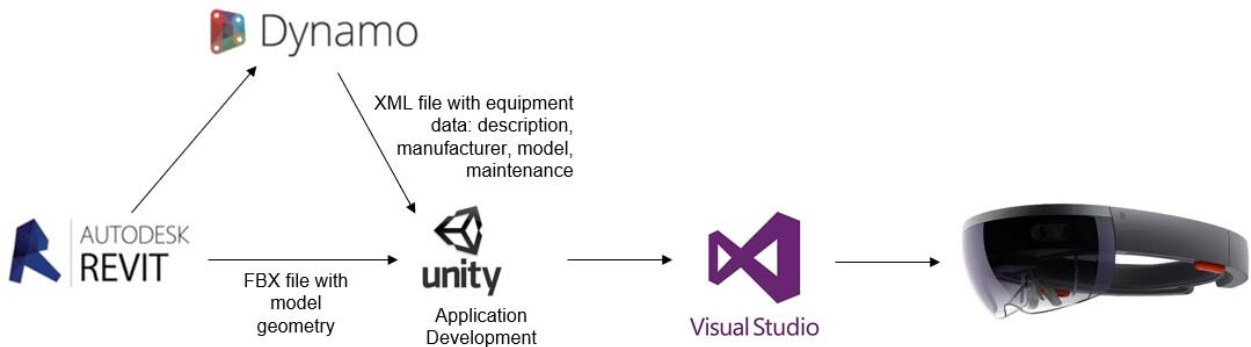 Dynamo
XML file with equipment
data: description,
manufacturer, model,
maintenance
AUTODESK
REVIT
FBX file with
model
geometry
unity
Application
Development
Visual Studio